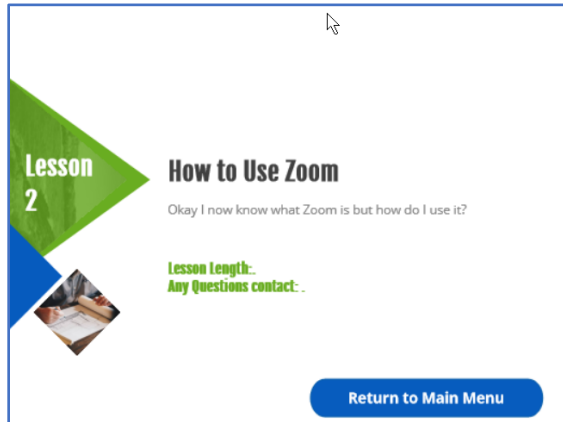 Lesson
2
How to Use Zoom
Okay I now know what Zoom is but how do I use it?
Lesson Length:.
Any Questions contact: .
Return to Main Menu